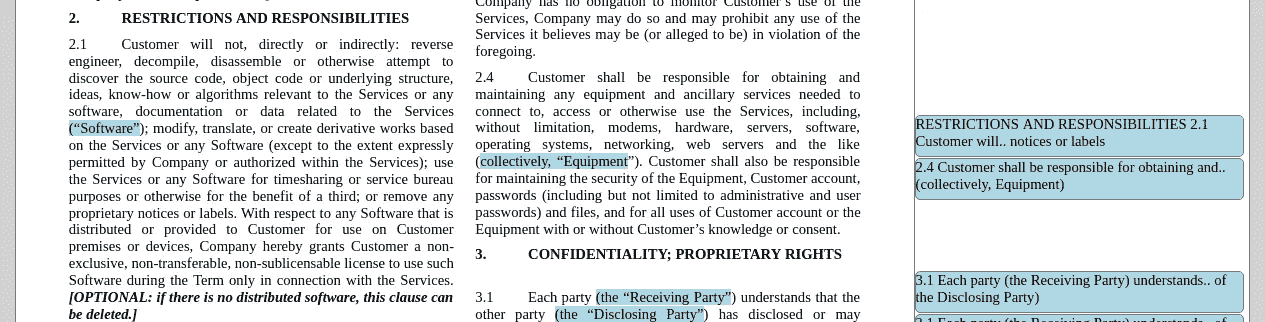 2. RESTRICTIONS AND RESPONSIBILITIES
2.1 Customer will not, directly or indirectly: reverse
engineer, decompile, disassemble or otherwise attempt to
discover the source code, object code or underlying structure,
ideas, know-how or algorithms relevant to the Services or any
software, documentation or data related to the Services
(“Software”); modify, translate, or create derivative works based
on the Services or any Software (except to the extent expressly
permitted by Company or authorized within the Services); use
the Services or any Software for timesharing or service bureau
purposes or otherwise for the benefit of a third; or remove any
proprietary notices or labels. With respect to any Software that is
distributed or provided to Customer for use on Customer
premises or devices, Company hereby grants Customer a non-
exclusive, non-transferable, non-sublicensable license to use such
Software during the Term only in connection with the Services.
[OPTIONAL: if there is no distributed software, this clause can
be deleted.]
Company has no obligation to monitor Customer’s use of the
Services, Company may do so and may prohibit any use of the
Services it believes may be (or alleged to be) in violation of the
foregoing.
2.4 Customer shall be responsible for obtaining and
maintaining any equipment and ancillary services needed to
connect to, access or otherwise use the Services, including,
without limitation, modems, hardware, servers, software,
operating systems, networking, web servers and the like
(collectively, “Equipment”). Customer shall also be responsible
for maintaining the security of the Equipment, Customer account,
passwords (including but not limited to administrative and user
passwords) and files, and for all uses of Customer account or the
Equipment with or without Customer’s knowledge or consent.
3. CONFIDENTIALITY; PROPRIETARY RIGHTS
3.1 Each party (the “Receiving Party”) understands that the
other party (the “Disclosing Party”) has disclosed or may
RESTRICTIONS AND RESPONSIBILITIES 2.1
Customer will.. notices or labels
2.4 Customer shall be responsible for obtaining and..
(collectively, Equipment)
3.1 Each party (the Receiving Party) understands.. of
the Disclosing Party)
3.1 Each party (the Receiving Party) understands.. of